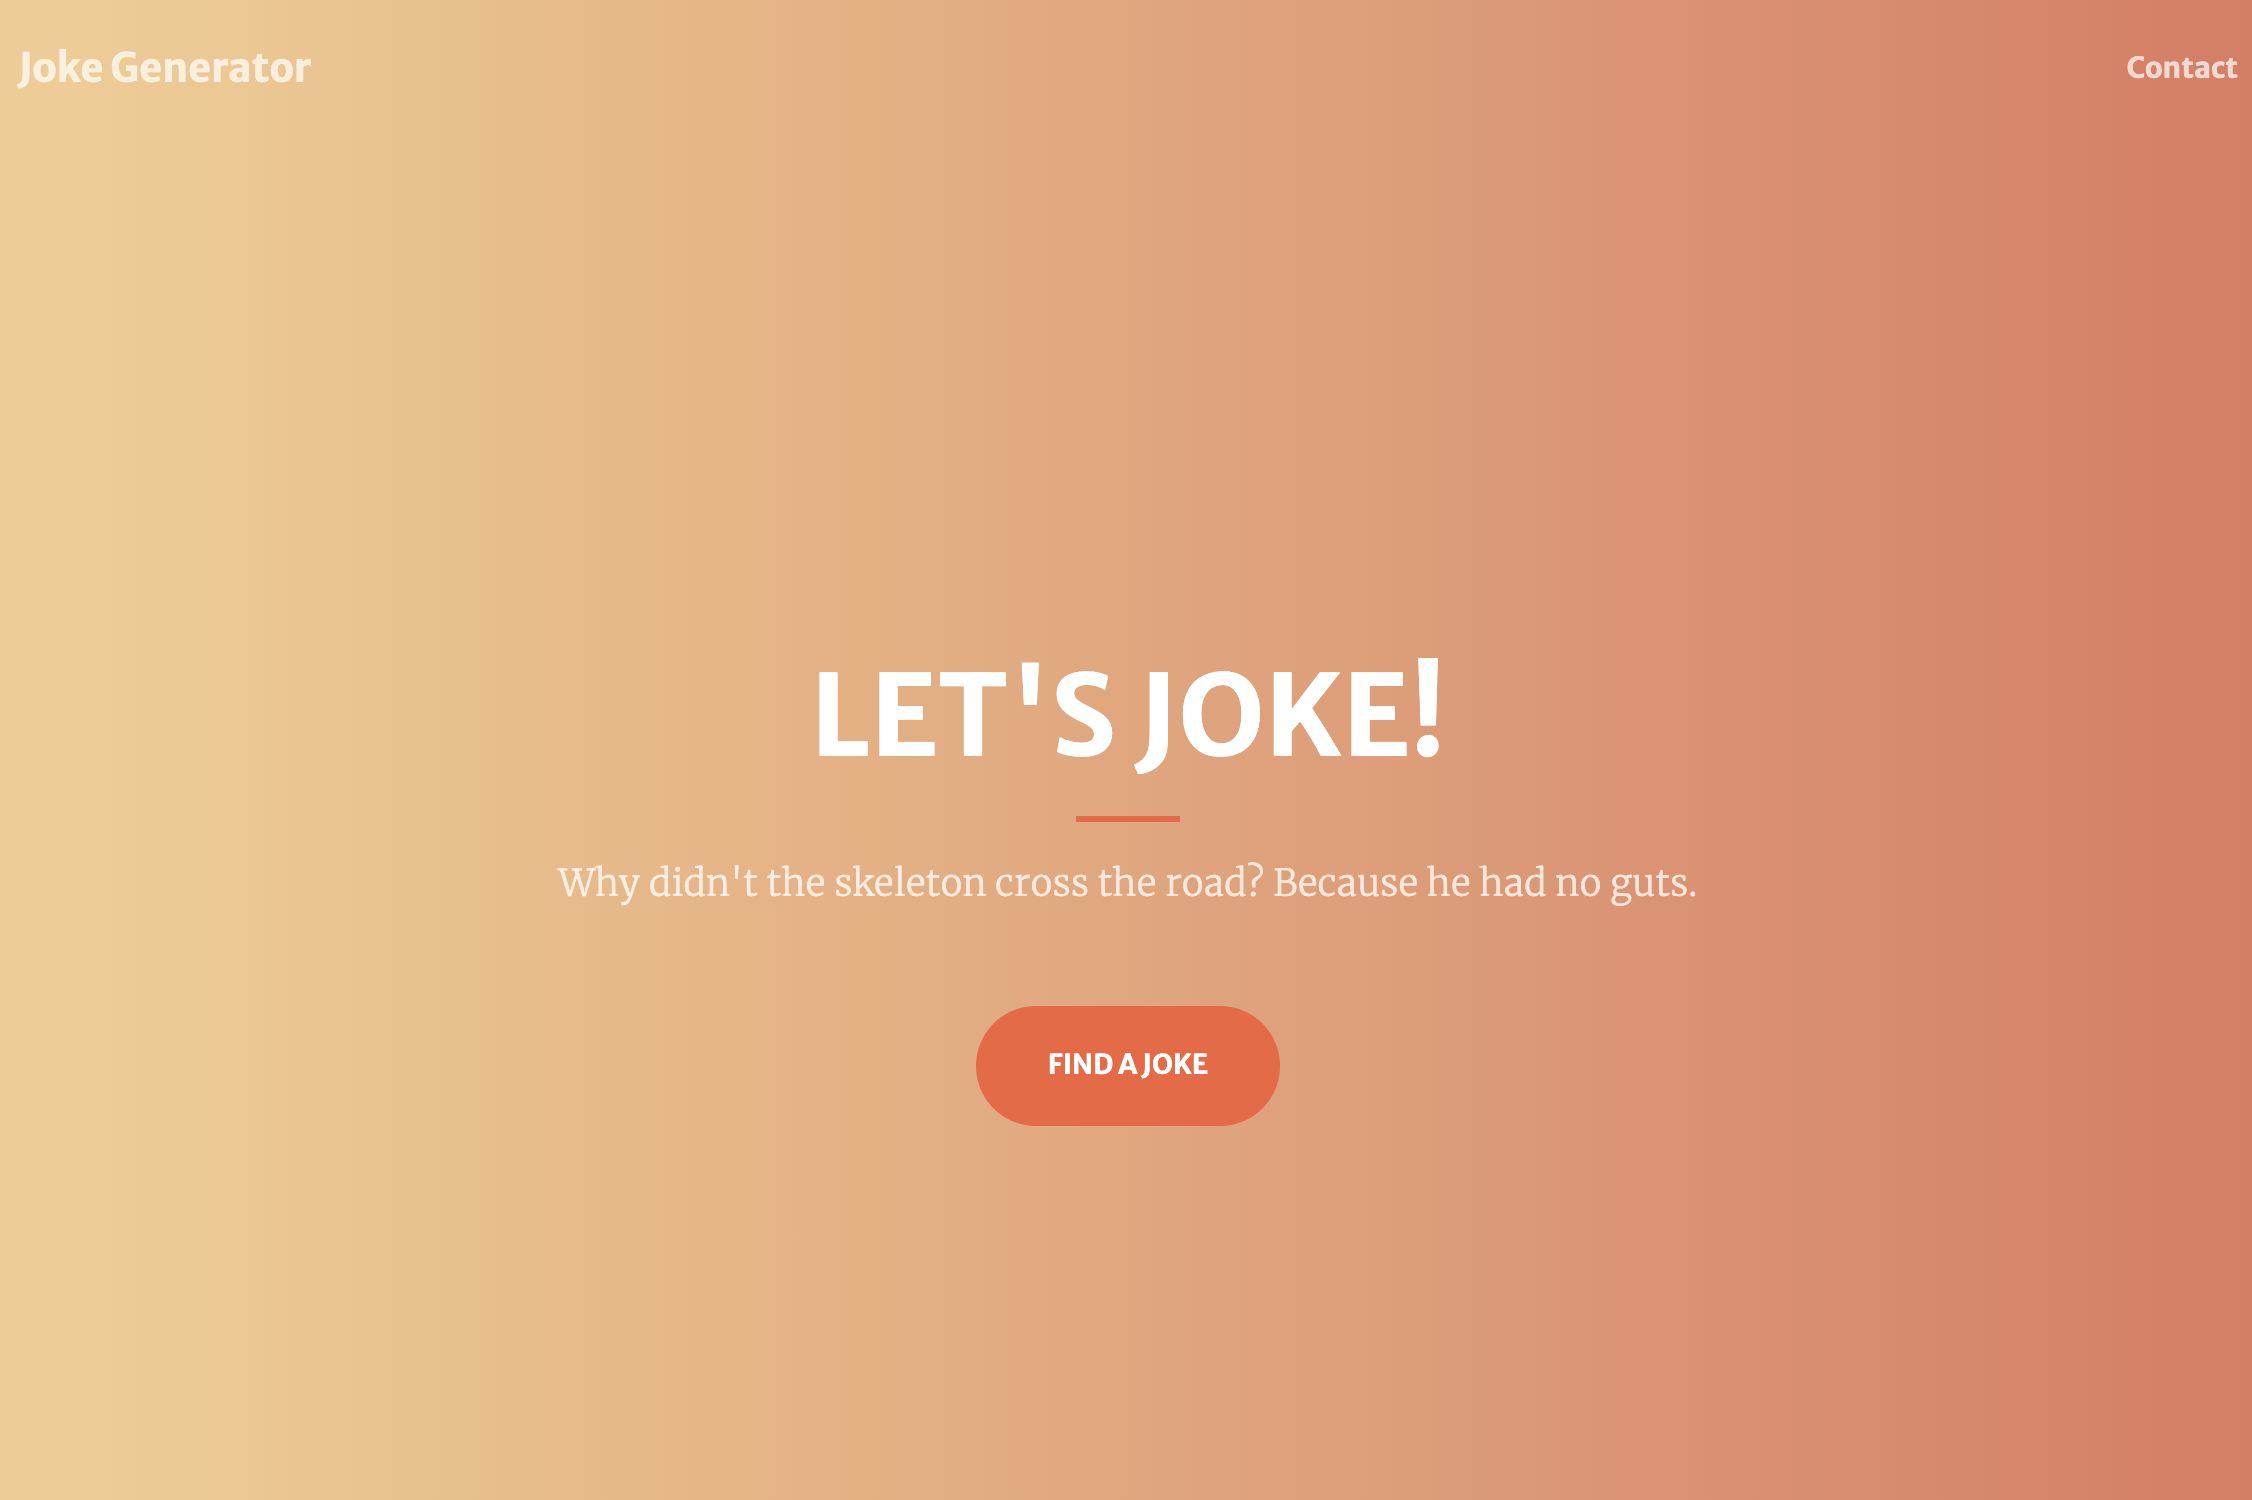 Joke Generator
Contact
LET'S JOKE!
Why didn't the skeleton cross the road? Because he had no guts.
FIND A JOKE